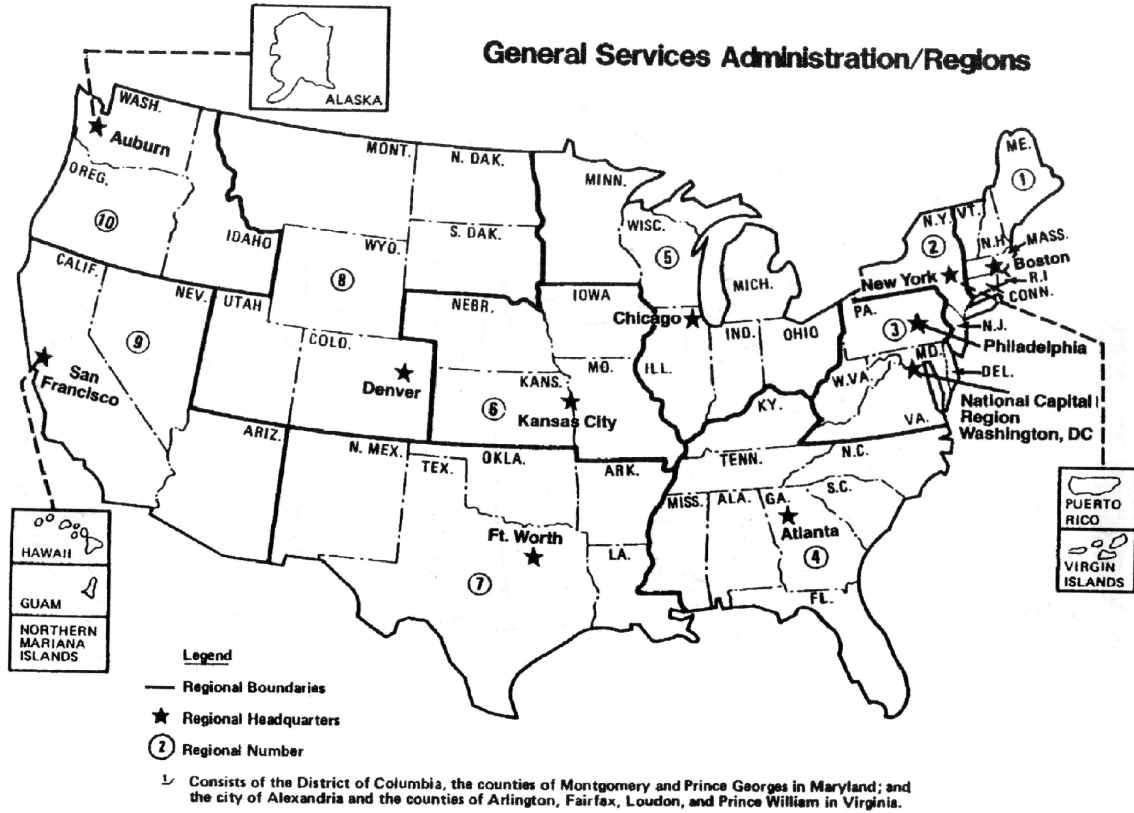 General Services Administration/Regions
ALASKA
WASH.
Auburn
OREG.
10
IDAHO
MONT.
N. DAK.
S. DAK.
WYO.
8
MINN.
WISC.
5
MICH.
ME.
1
N.Y.
VT.
2
N.H.
MASS.
Boston
R.I
CONN.
New York
CALIF.
NEV.
UTAH
9
San
Francisco
COLO.
Denver
NEBR.
IOWA
KANS.
6
Kansas City
MO.
Chicago
ILL.
IND.
OHIO
PA.
3
N.J.
Philadelphia
MD.
DEL.
W.VA
VA.
National Capital
Region
Washington, DC
KY.
ARIZ.
N. MEX.
TEX.
OKLA.
ARK.
TENN.
N.C.
S.C.
MISS.
ALA.
GA.
Atlanta
4
FL.
Ft. Worth
7
LA.
HAWAII
GUAM
NORTHERN
MARIANA
ISLANDS
PUERTO
RICO
VIRGIN
ISLANDS
Legend
Regional Boundaries
Regional Headquarters
2 Regional Number
1/ Consists of the District of Columbia, the counties of Montgomery and Prince Georges in Maryland; and
the city of Alexandria and the counties of Arlington, Fairfax, Loudon, and Prince William in Virginia.